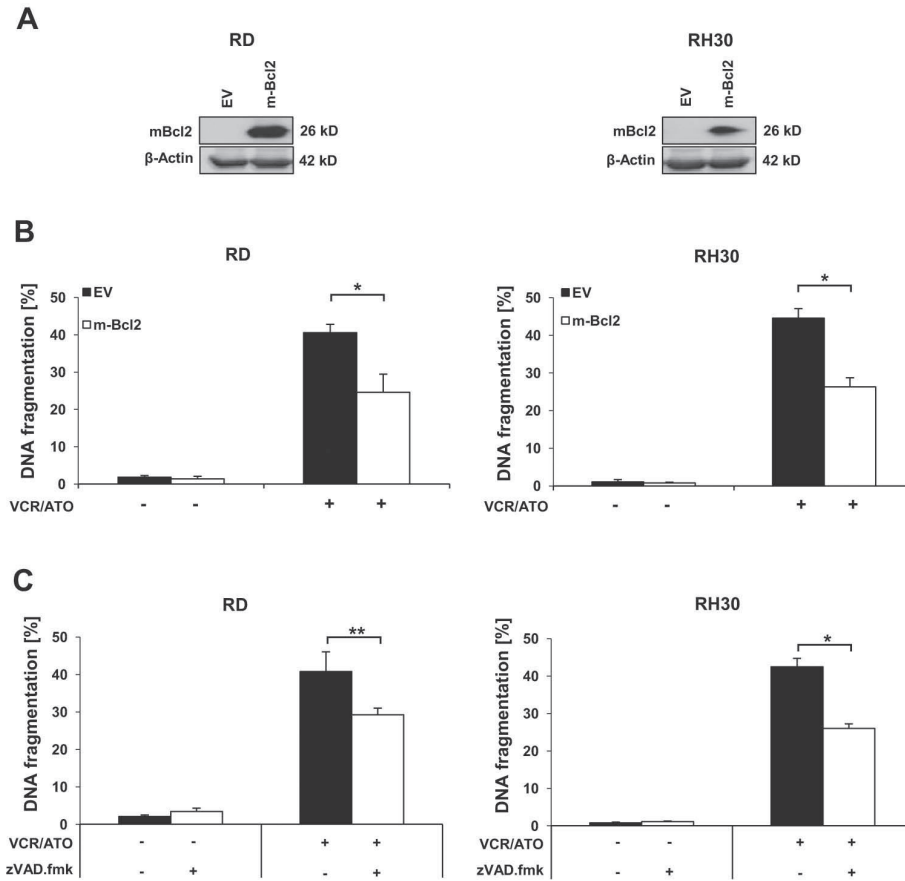 A
RD
EV
m-Bcl2
mBcl2
26 kD
β-Actin
42 kD
RH30
EV
m-Bcl2
mBcl2
26 kD
β-Actin
42 kD
B
RD
EV
m-Bcl2
DNA fragmentation [%]
50
40
30
20
10
0
*
VCR/ATO
- - + +
RH30
EV
m-Bcl2
DNA fragmentation [%]
50
40
30
20
10
0
*
VCR/ATO
- - + +
C
RD
DNA fragmentation [%]
50
40
30
20
10
0
**
VCR/ATO - - + +
zVAD.fmk - + - +
RH30
DNA fragmentation [%]
50
40
30
20
10
0
*
VCR/ATO - - + +
zVAD.fmk - + - +